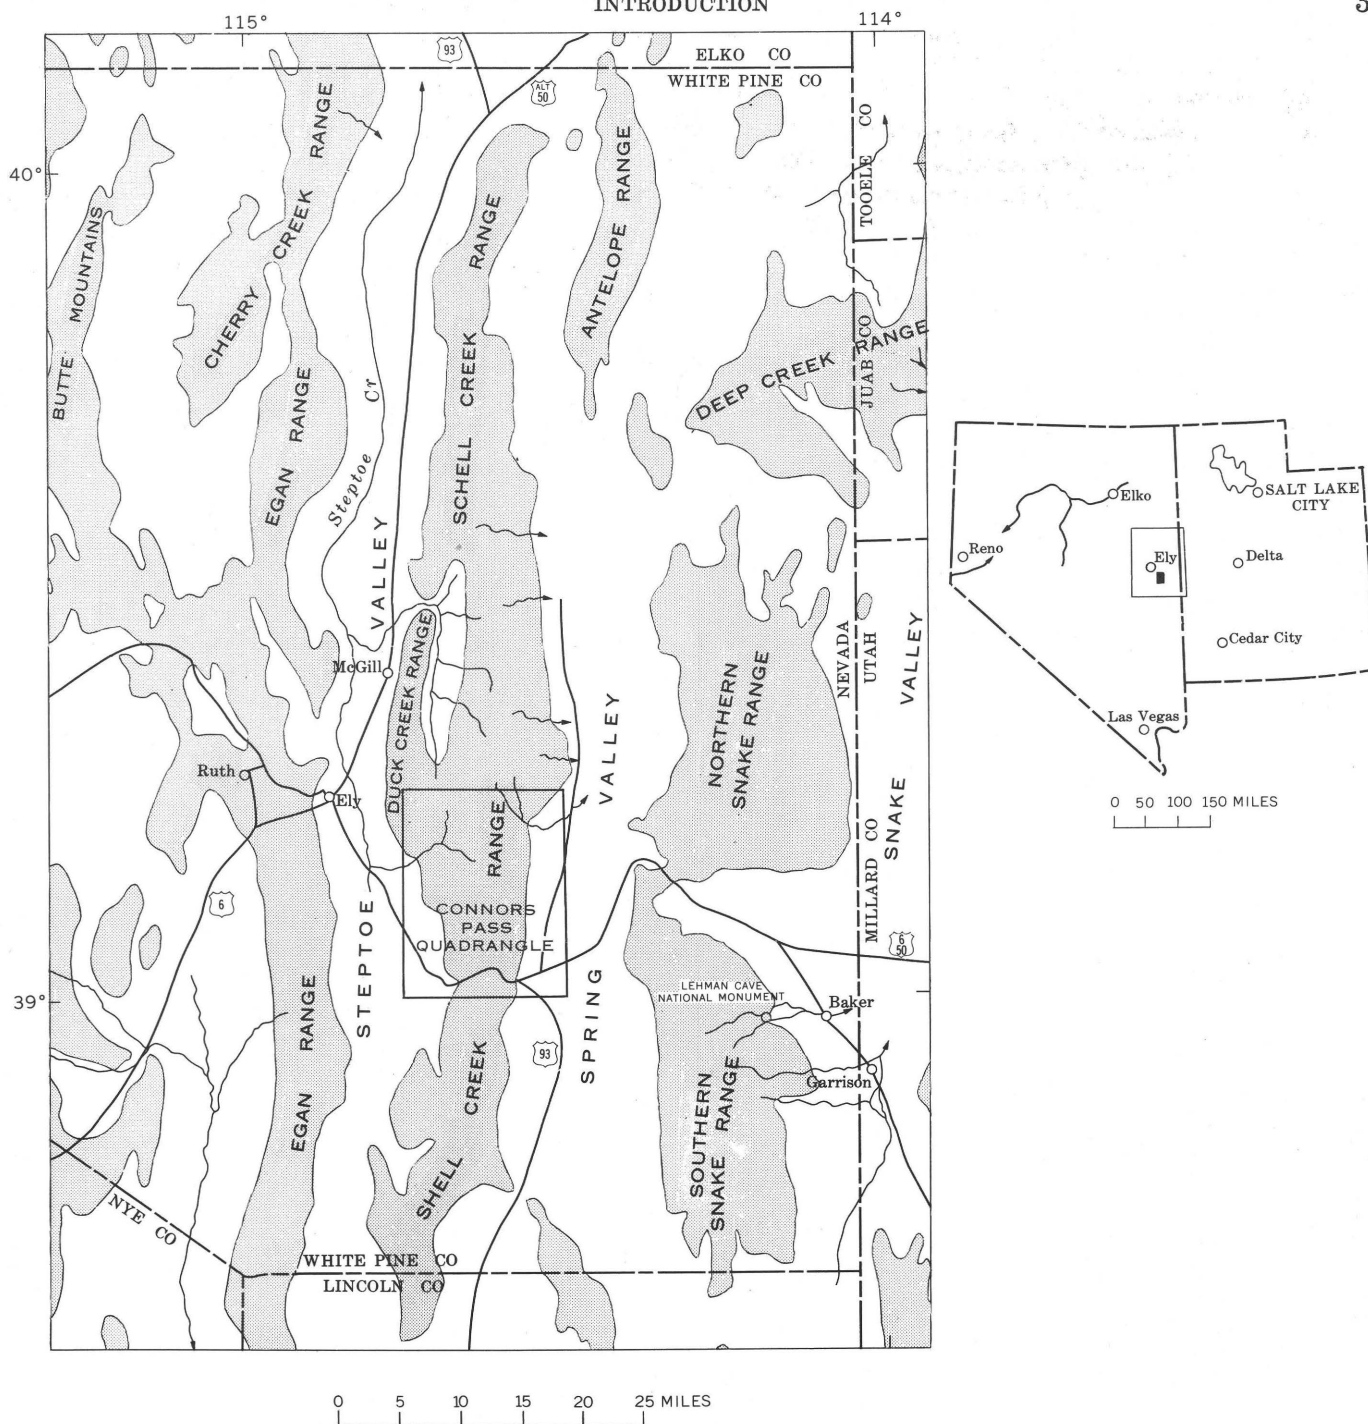 INTRODUCTION
115°
114°
93
ELKO CO
WHITE PINE CO
ALT
50
40°
TOOELE CO
BUTTE MOUNTAINS
CHERRY CREEK RANGE
EGAN RANGE
Steptoe Cr
SCHELL CREEK RANGE
ANTELOPE RANGE
DEEP CREEK RANGE
JUAB CO
STEPTOE VALLEY
McGill
DUCK CREEK RANGE
SPRING VALLEY
NORTHERN
SNAKE RANGE
NEVADA
UTAH
SNAKE VALLEY
MILLARD CO
Ruth
Ely
6
RANGE
CONNORS
PASS
QUADRANGLE
6
50
39°
LEHMAN CAVE
NATIONAL MONUMENT
Baker
EGAN RANGE
93
Garrison
SHELL CREEK
SOUTHERN
SNAKE RANGE
NYE CO
WHITE PINE CO
LINCOLN CO
0 5 10 15 20 25 MILES
Elko
SALT LAKE
CITY
Reno
Ely
Delta
Cedar City
Las Vegas
0 50 100 150 MILES